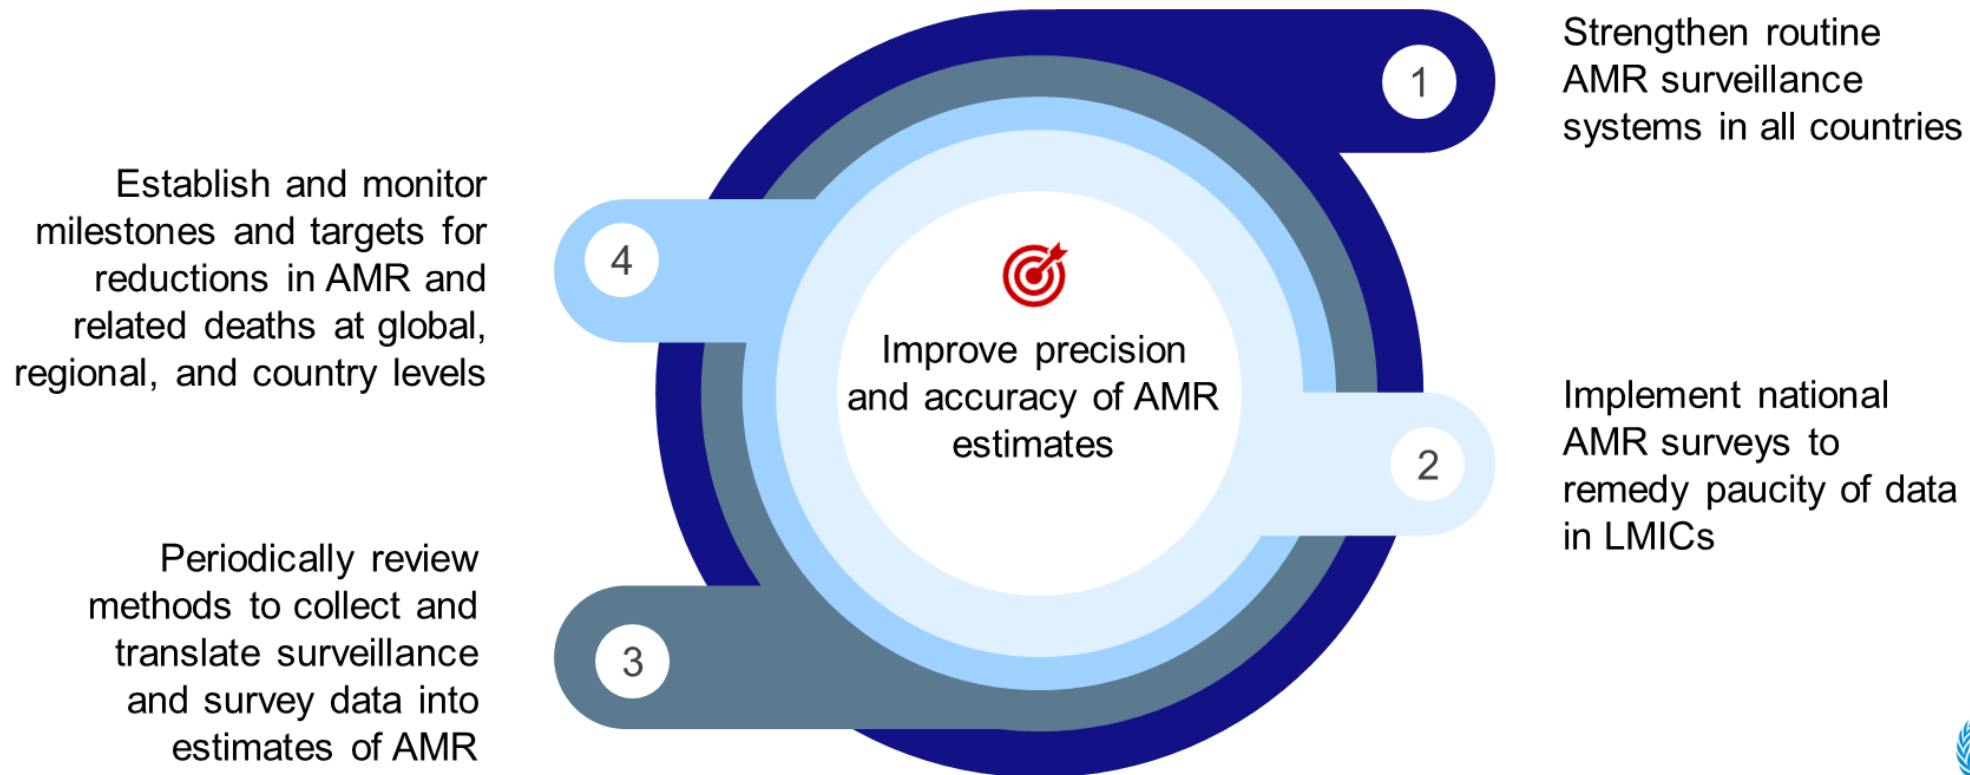 1
Strengthen routine
AMR surveillance
systems in all countries
2
Implement national
AMR surveys to
remedy paucity of data
in LMICs
3
Periodically review
methods to collect and
translate surveillance
and survey data into
estimates of AMR
4
Establish and monitor
milestones and targets for
reductions in AMR and
related deaths at global,
regional, and country levels
Improve precision
and accuracy of AMR
estimates